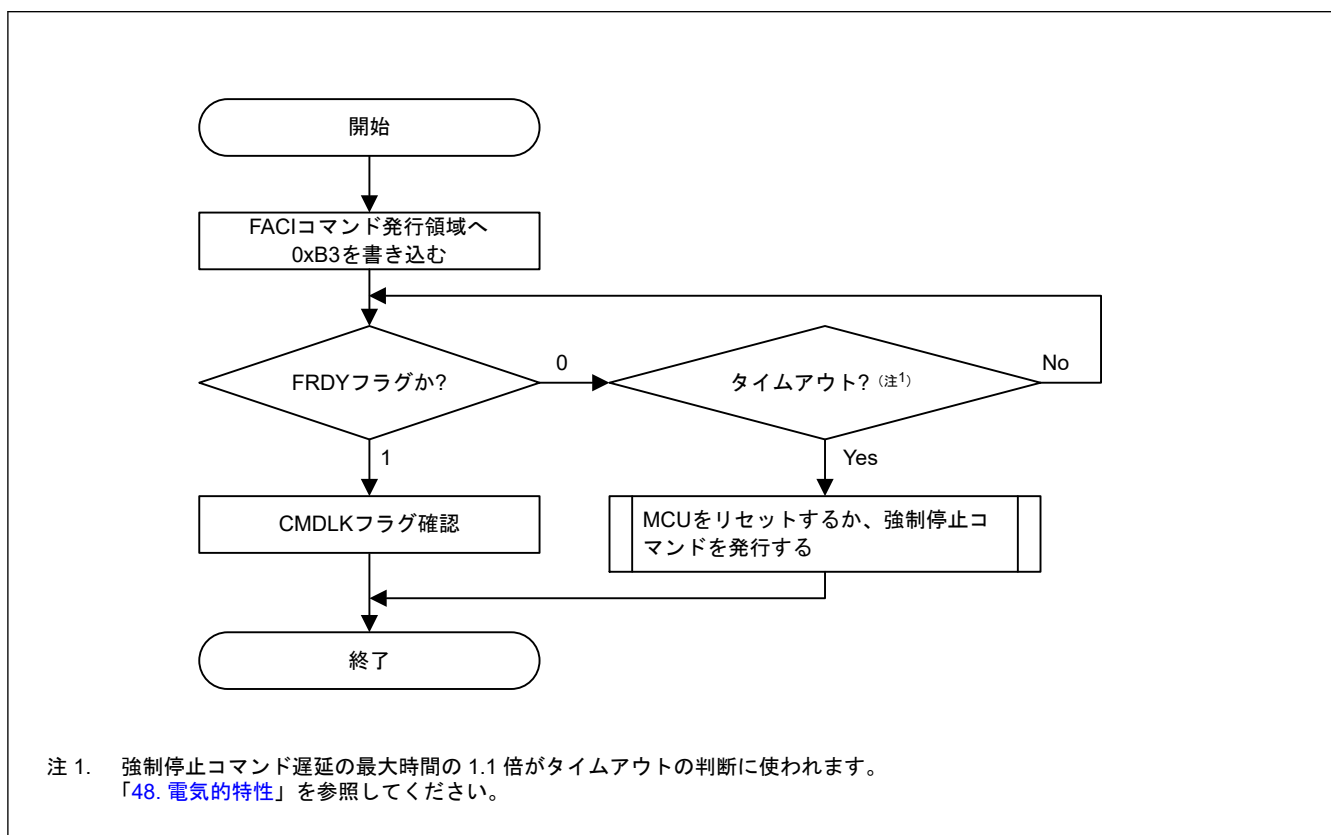 開始
FACIコマンド発行領域へ
0xB3を書き込む
FRDYフラグか?
0
タイムアウト? (注1)
No
1
Yes
CMDLKフラグ確認
MCUをリセットするか、強制停止コ
マンドを発行する
終了
注 1. 強制停止コマンド遅延の最大時間の 1.1 倍がタイムアウトの判断に使われます。
「48. 電気的特性」を参照してください。